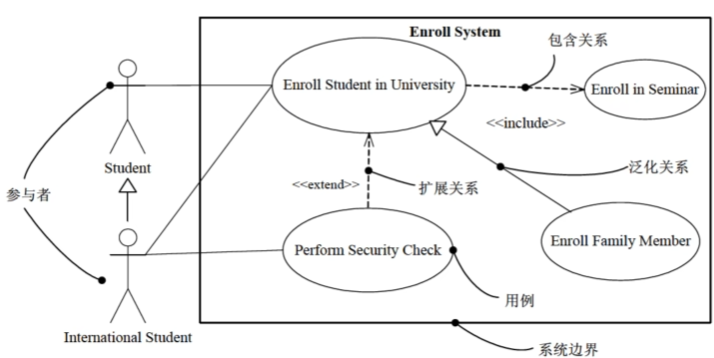 Enroll System
包含关系
Enroll Student in University
Enroll in Seminar
<<include>>
Student
泛化关系
<<extend>>
扩展关系
参与者
Perform Security Check
Enroll Family Member
用例
International Student
系统边界